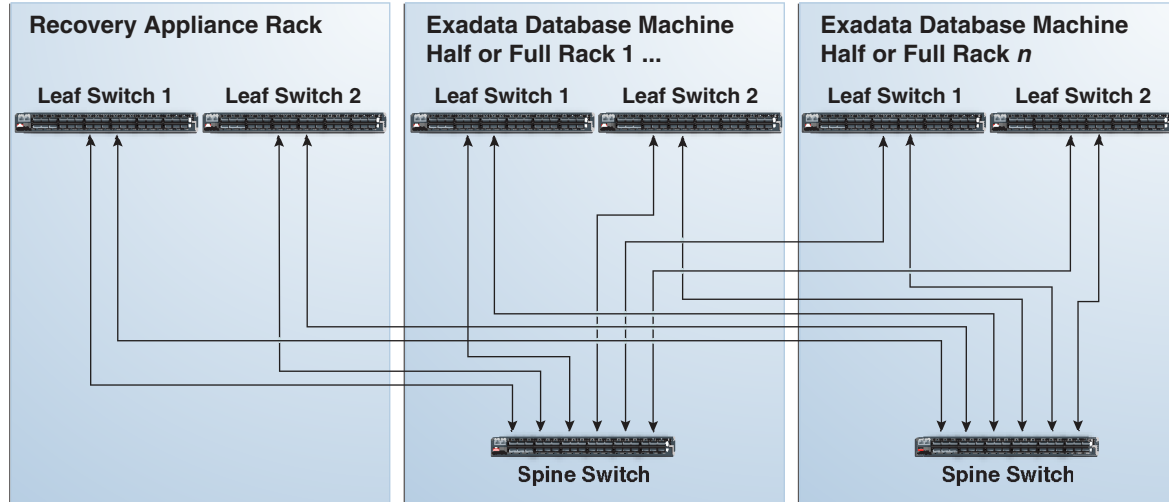 Recovery Appliance Rack
Exadata Database Machine
Half or Full Rack 1 ...
Exadata Database Machine
Half or Full Rack n
Leaf Switch 1
Leaf Switch 2
Leaf Switch 1
Leaf Switch 2
Leaf Switch 1
Leaf Switch 2
Spine Switch
Spine Switch